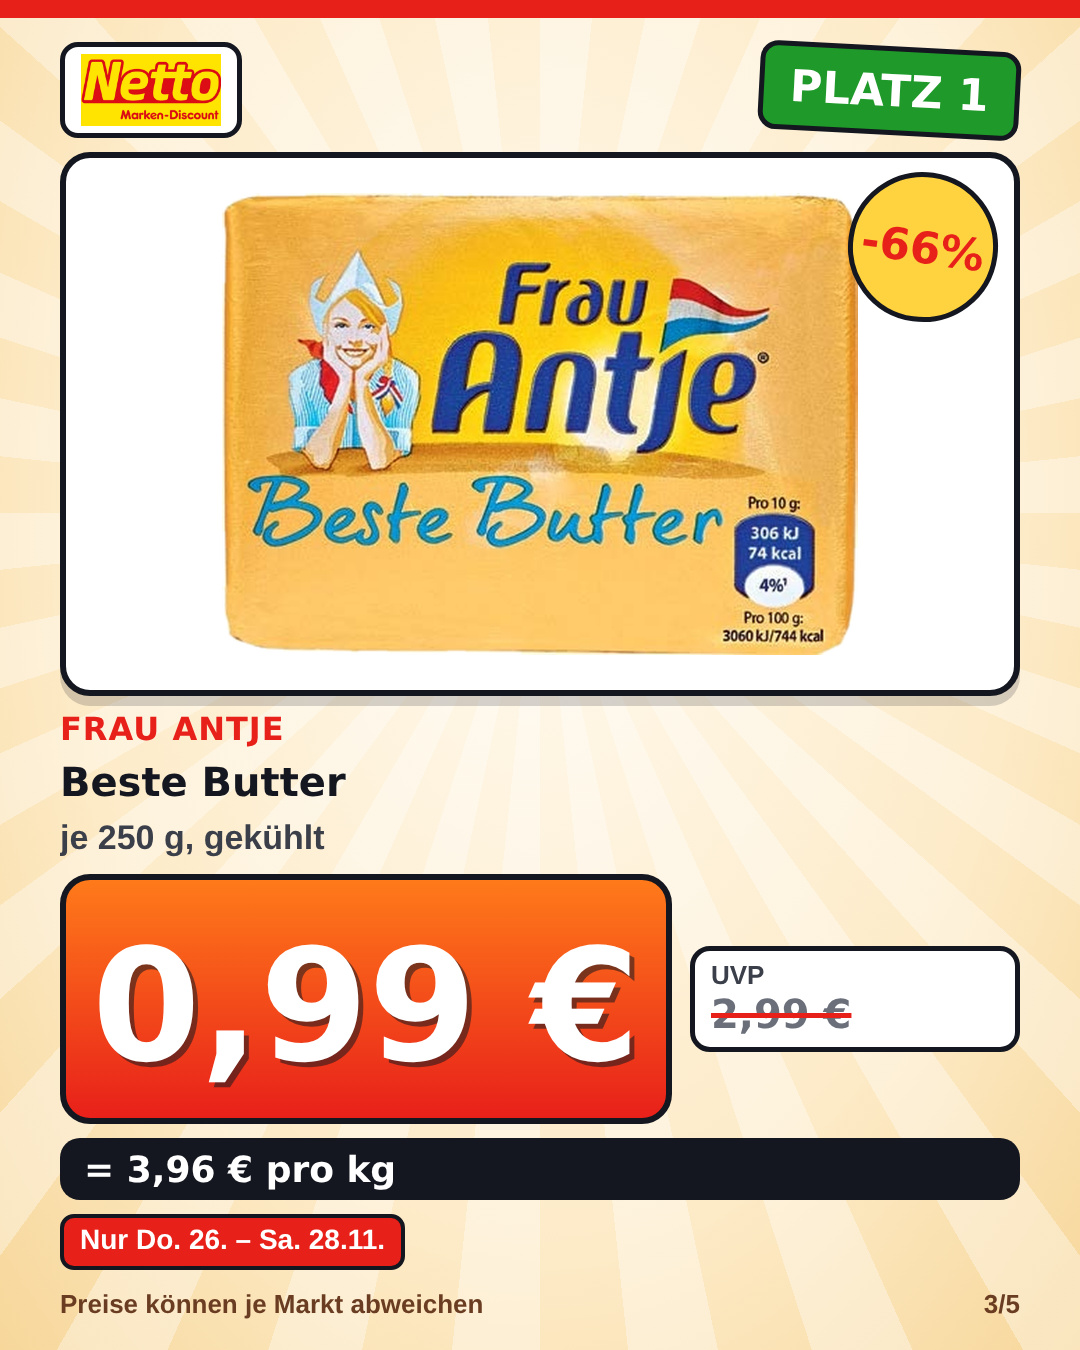 Netto
Marken-Discount
PLATZ 1
-66%
Frau
Antje®
Beste Butter
Pro 10 g:
306 kJ
74 kcal
4%¹
Pro 100 g:
3060 kJ/744 kcal
FRAU ANTJE
Beste Butter
je 250 g, gekühlt
0,99 €
UVP
2,99 €
= 3,96 € pro kg
Nur Do. 26. – Sa. 28.11.
Preise können je Markt abweichen
3/5